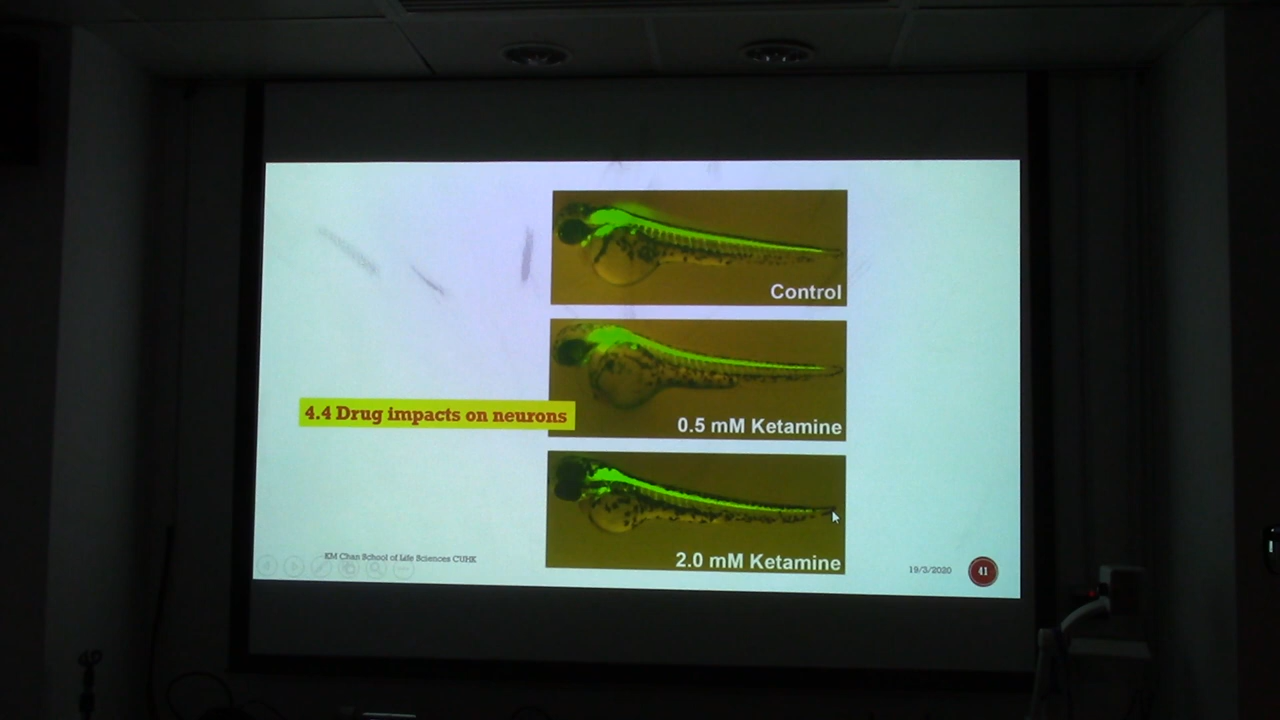 Control
4.4 Drug impacts on neurons
0.5 mM Ketamine
2.0 mM Ketamine
KM Chan School of Life Sciences CUHK
19/3/2020
41